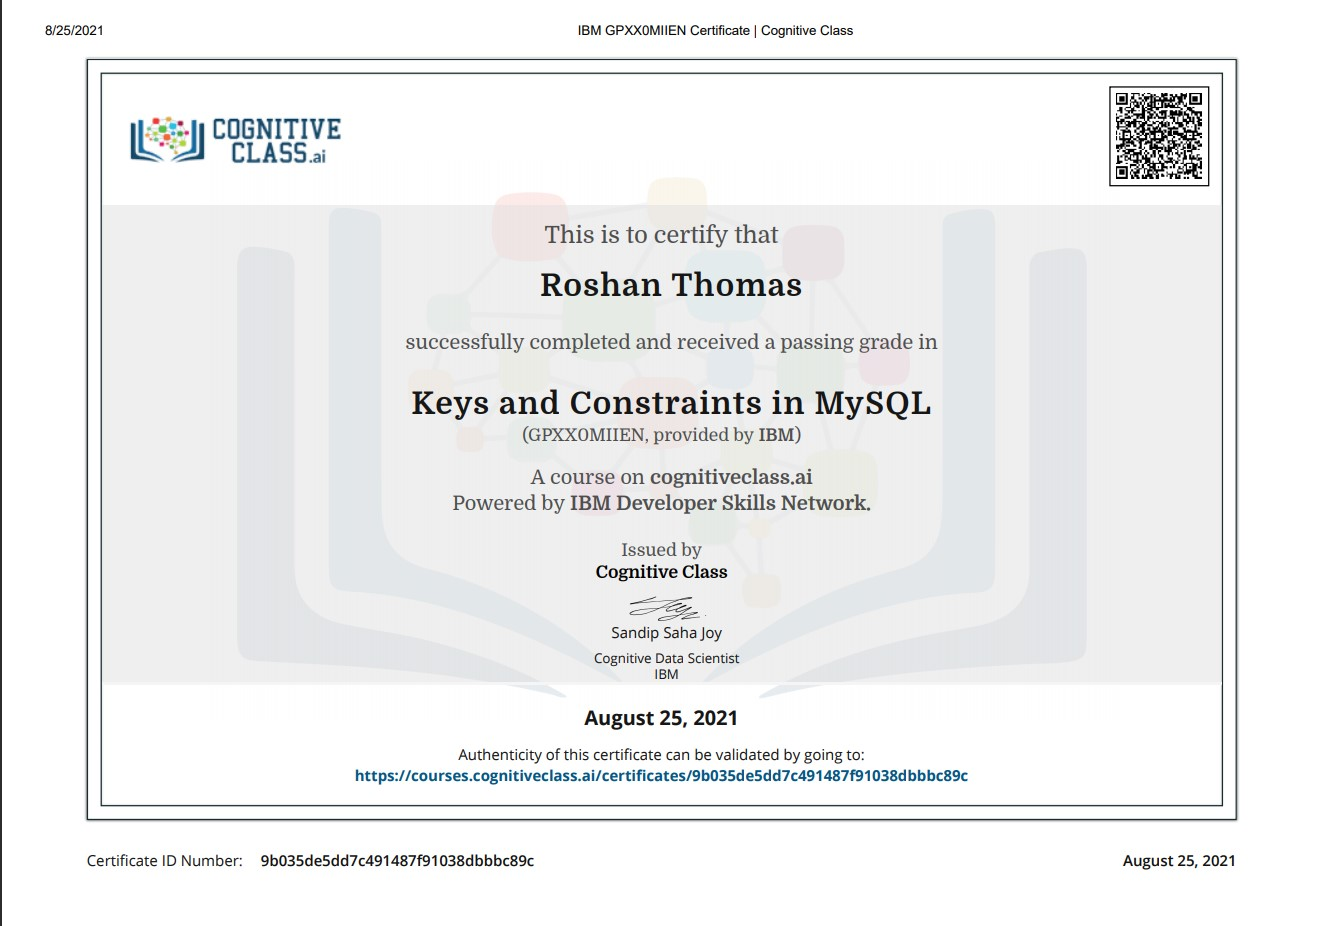 8/25/2021
IBM GPXX0MIIEN Certificate | Cognitive Class
COGNITIVE
CLASS.ai
This is to certify that
Roshan Thomas
successfully completed and received a passing grade in
Keys and Constraints in MySQL
(GPXX0MIIEN, provided by IBM)
A course on cognitiveclass.ai
Powered by IBM Developer Skills Network.
Issued by
Cognitive Class
Sandip Saha Joy
Cognitive Data Scientist
IBM
August 25, 2021
Authenticity of this certificate can be validated by going to:
https://courses.cognitiveclass.ai/certificates/9b035de5dd7c491487f91038dbbbc89c
Certificate ID Number: 9b035de5dd7c491487f91038dbbbc89c
August 25, 2021